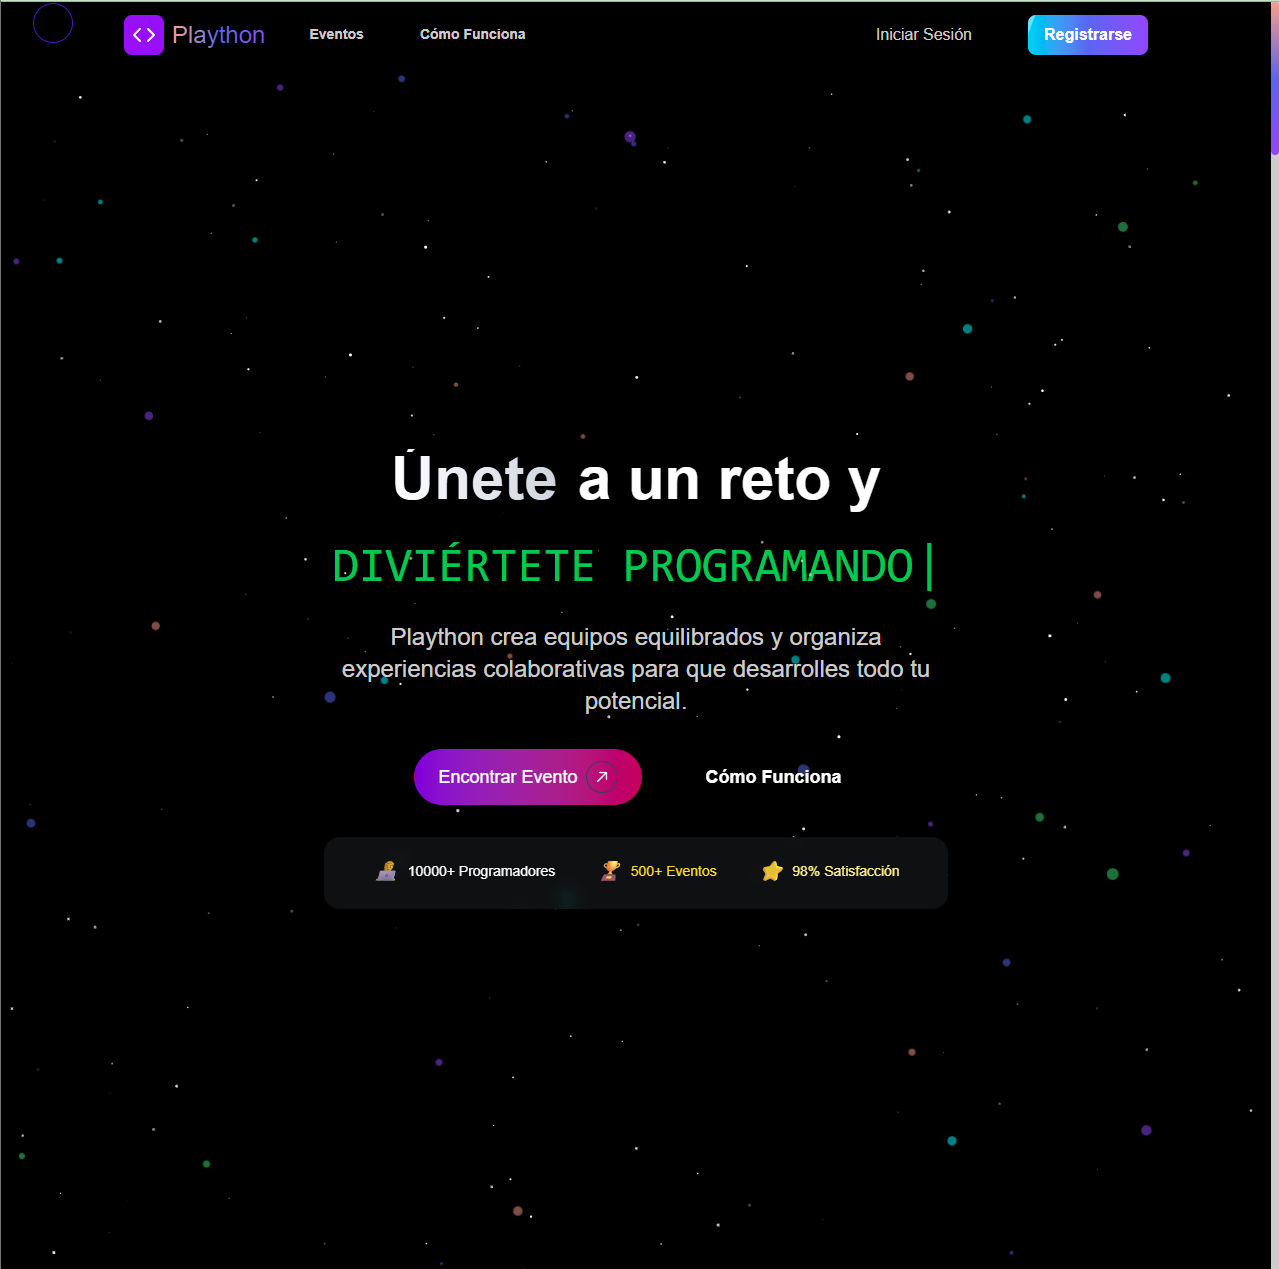 Plaython
Eventos
Cómo Funciona
Iniciar Sesión
Registrarse
Únete a un reto y
DIVIÉRTETE PROGRAMANDO|
Plaython crea equipos equilibrados y organiza
experiencias colaborativas para que desarrolles todo tu
potencial.
Encontrar Evento
Cómo Funciona
10000+ Programadores
500+ Eventos
98% Satisfacción